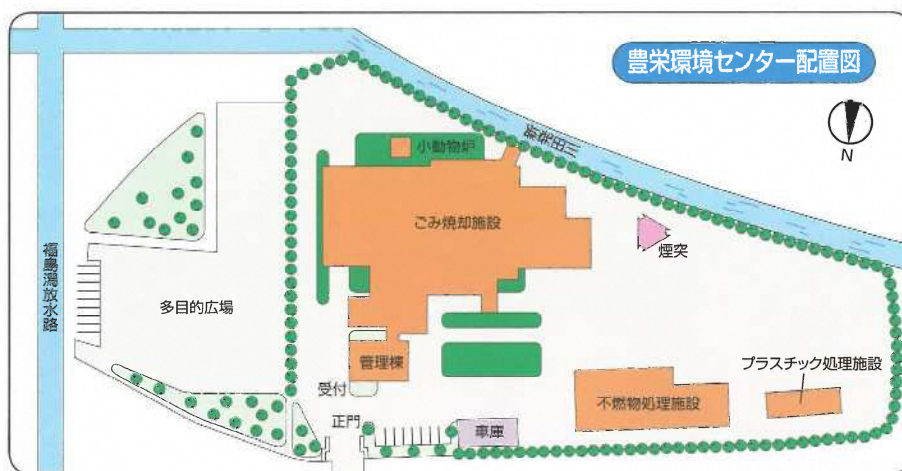 豊栄環境センター配置図
N
小動物炉
ごみ焼却施設
煙突
福島潟放水路
多目的広場
管理棟
受付
正門
車庫
不燃物処理施設
プラスチック処理施設